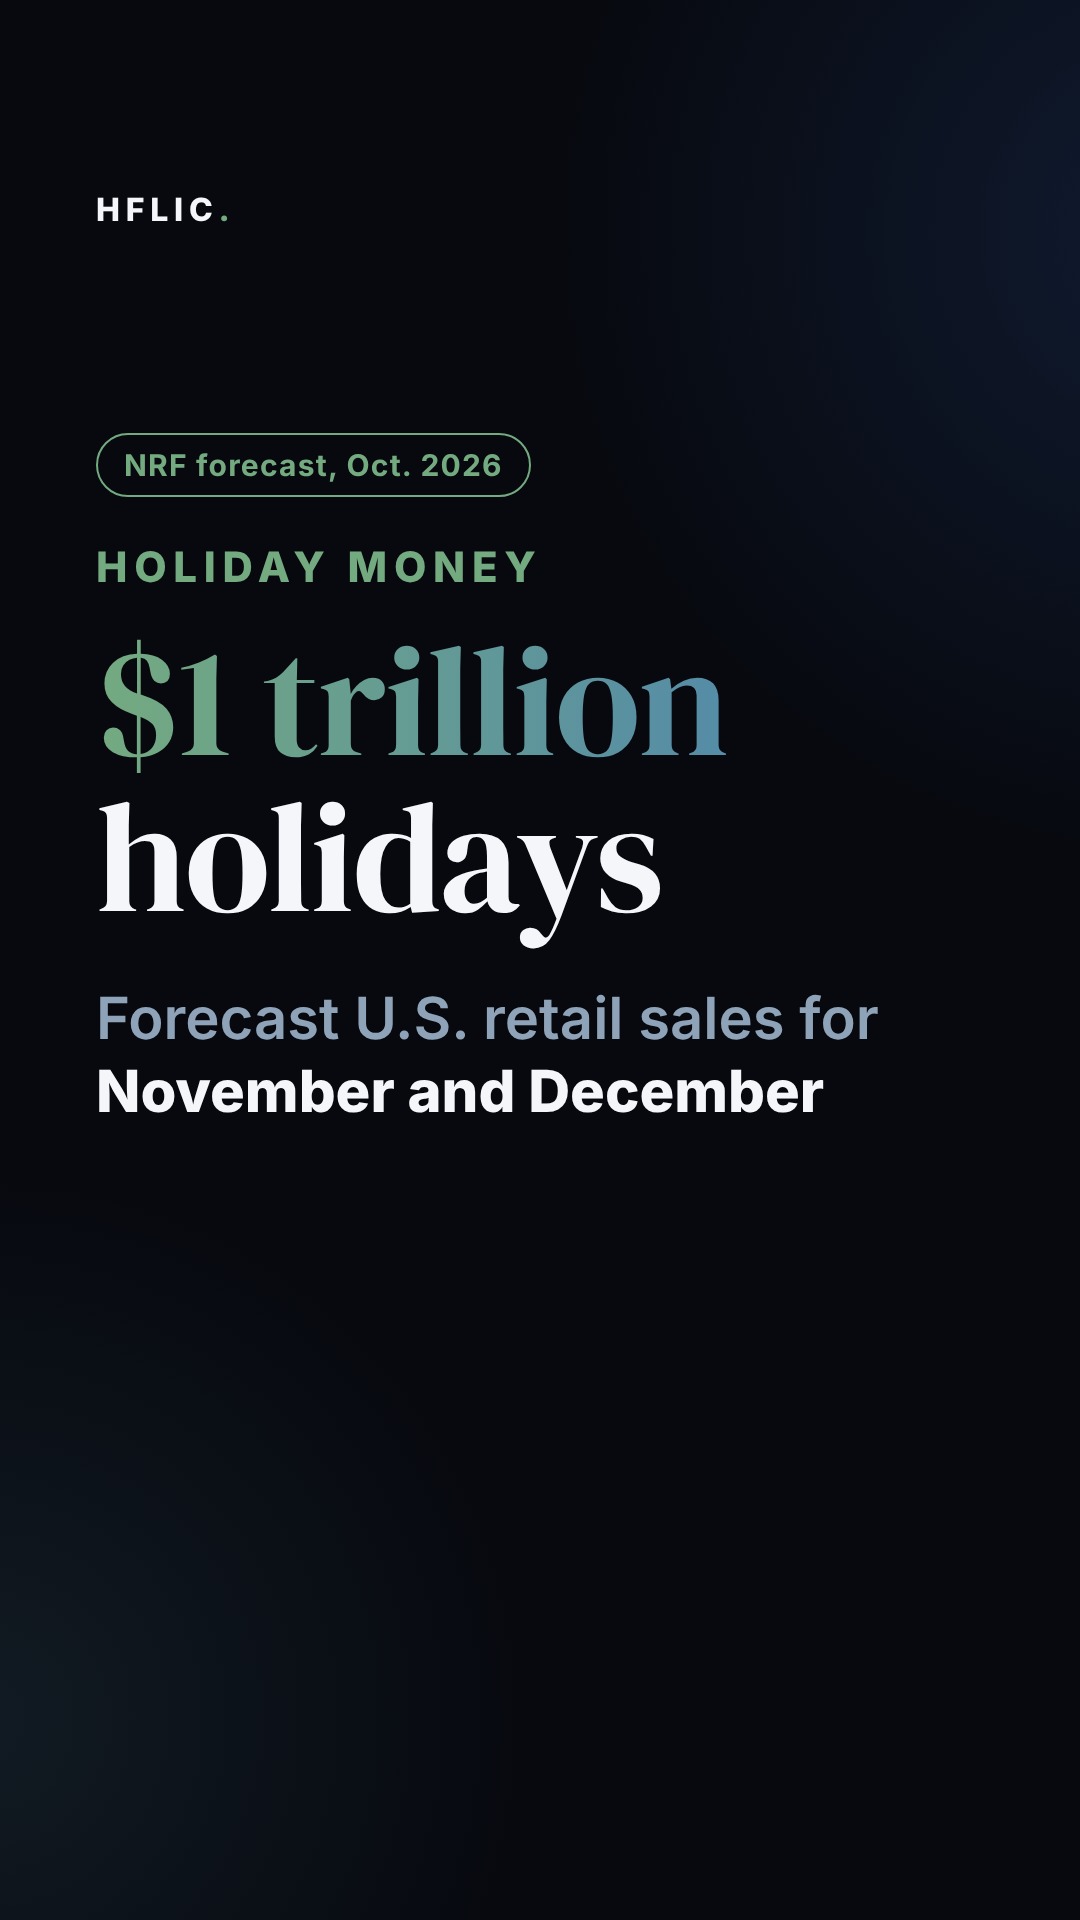 HFLIC.
NRF forecast, Oct. 2026
HOLIDAY MONEY
$1 trillion
holidays
Forecast U.S. retail sales for
November and December